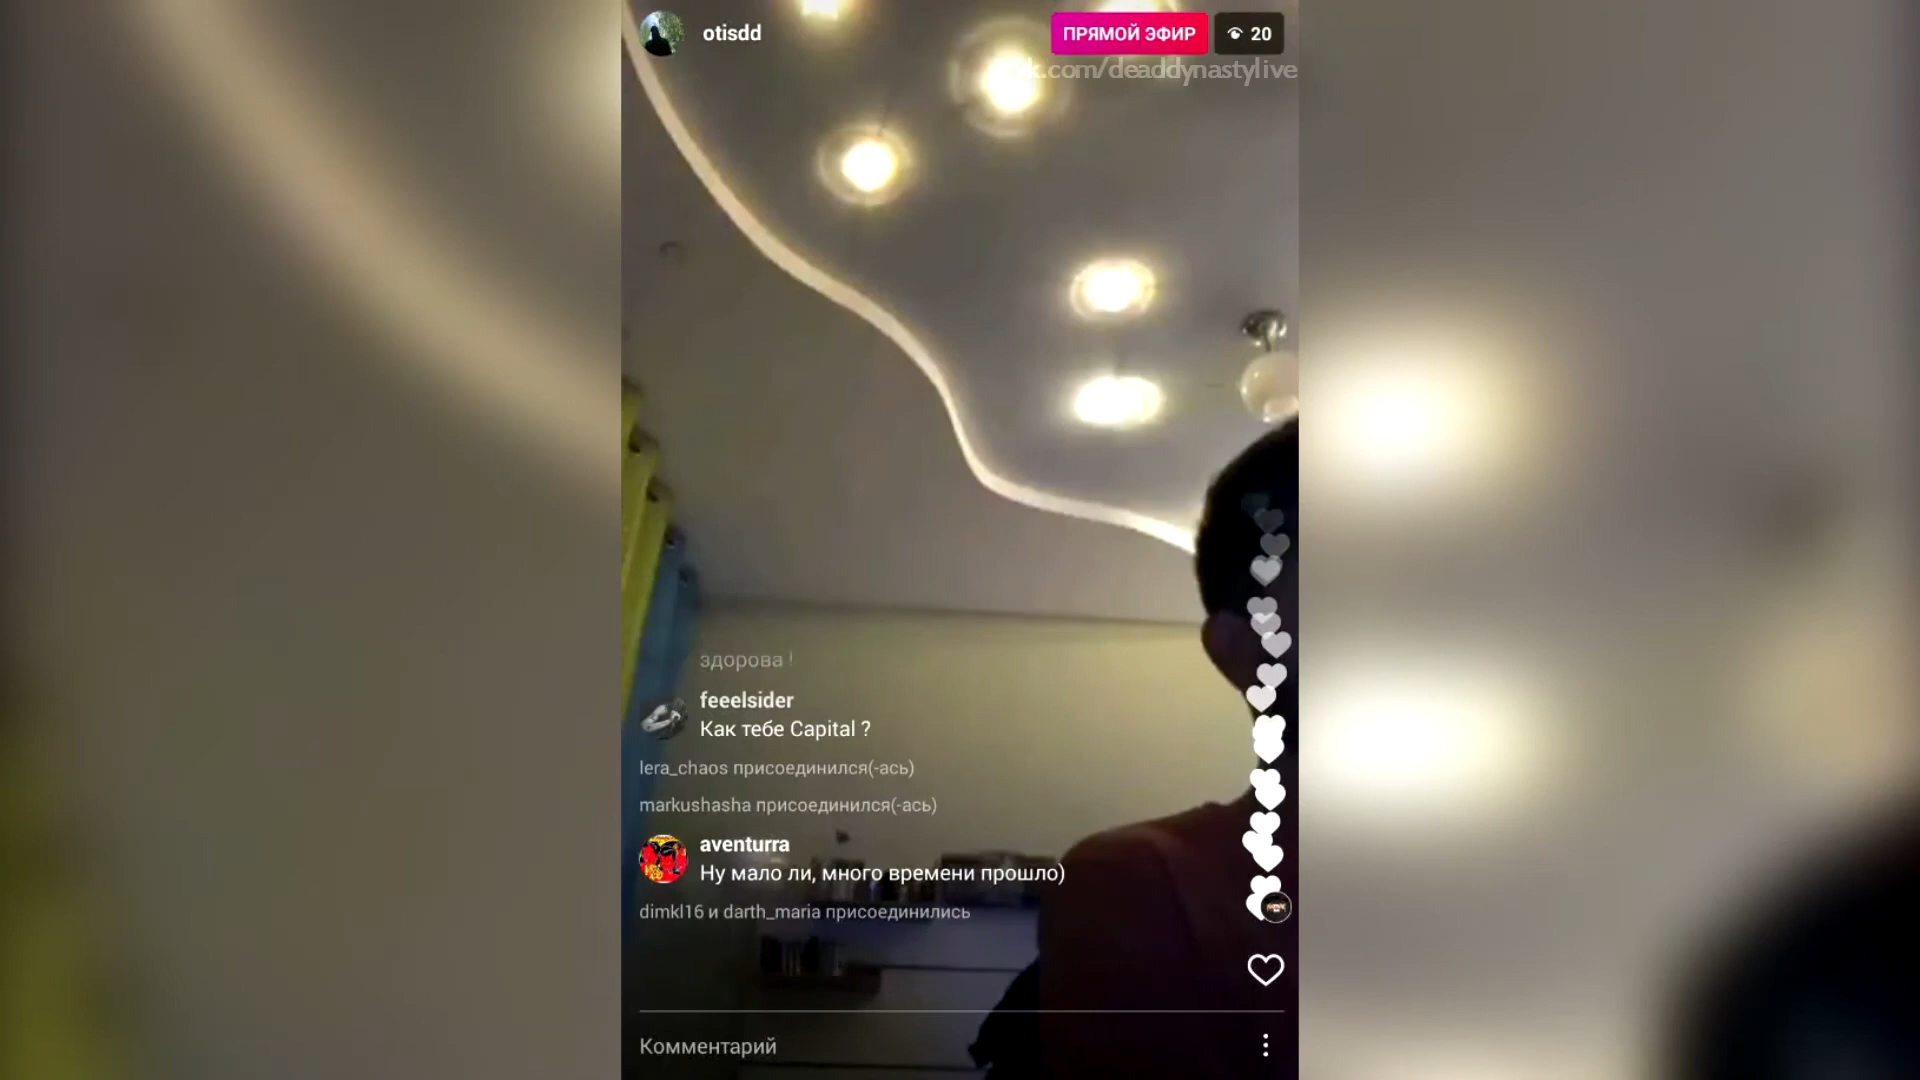 otisdd
ПРЯМОЙ ЭФИР
20
k.com/deaddynastylive
здорова !
feeelsider
Как тебе Capital ?
lera_chaos присоединился(-ась)
markushasha присоединился(-ась)
aventurra
Ну мало ли, много времени прошло)
dimkl16 и darth_maria присоединились
Комментарий